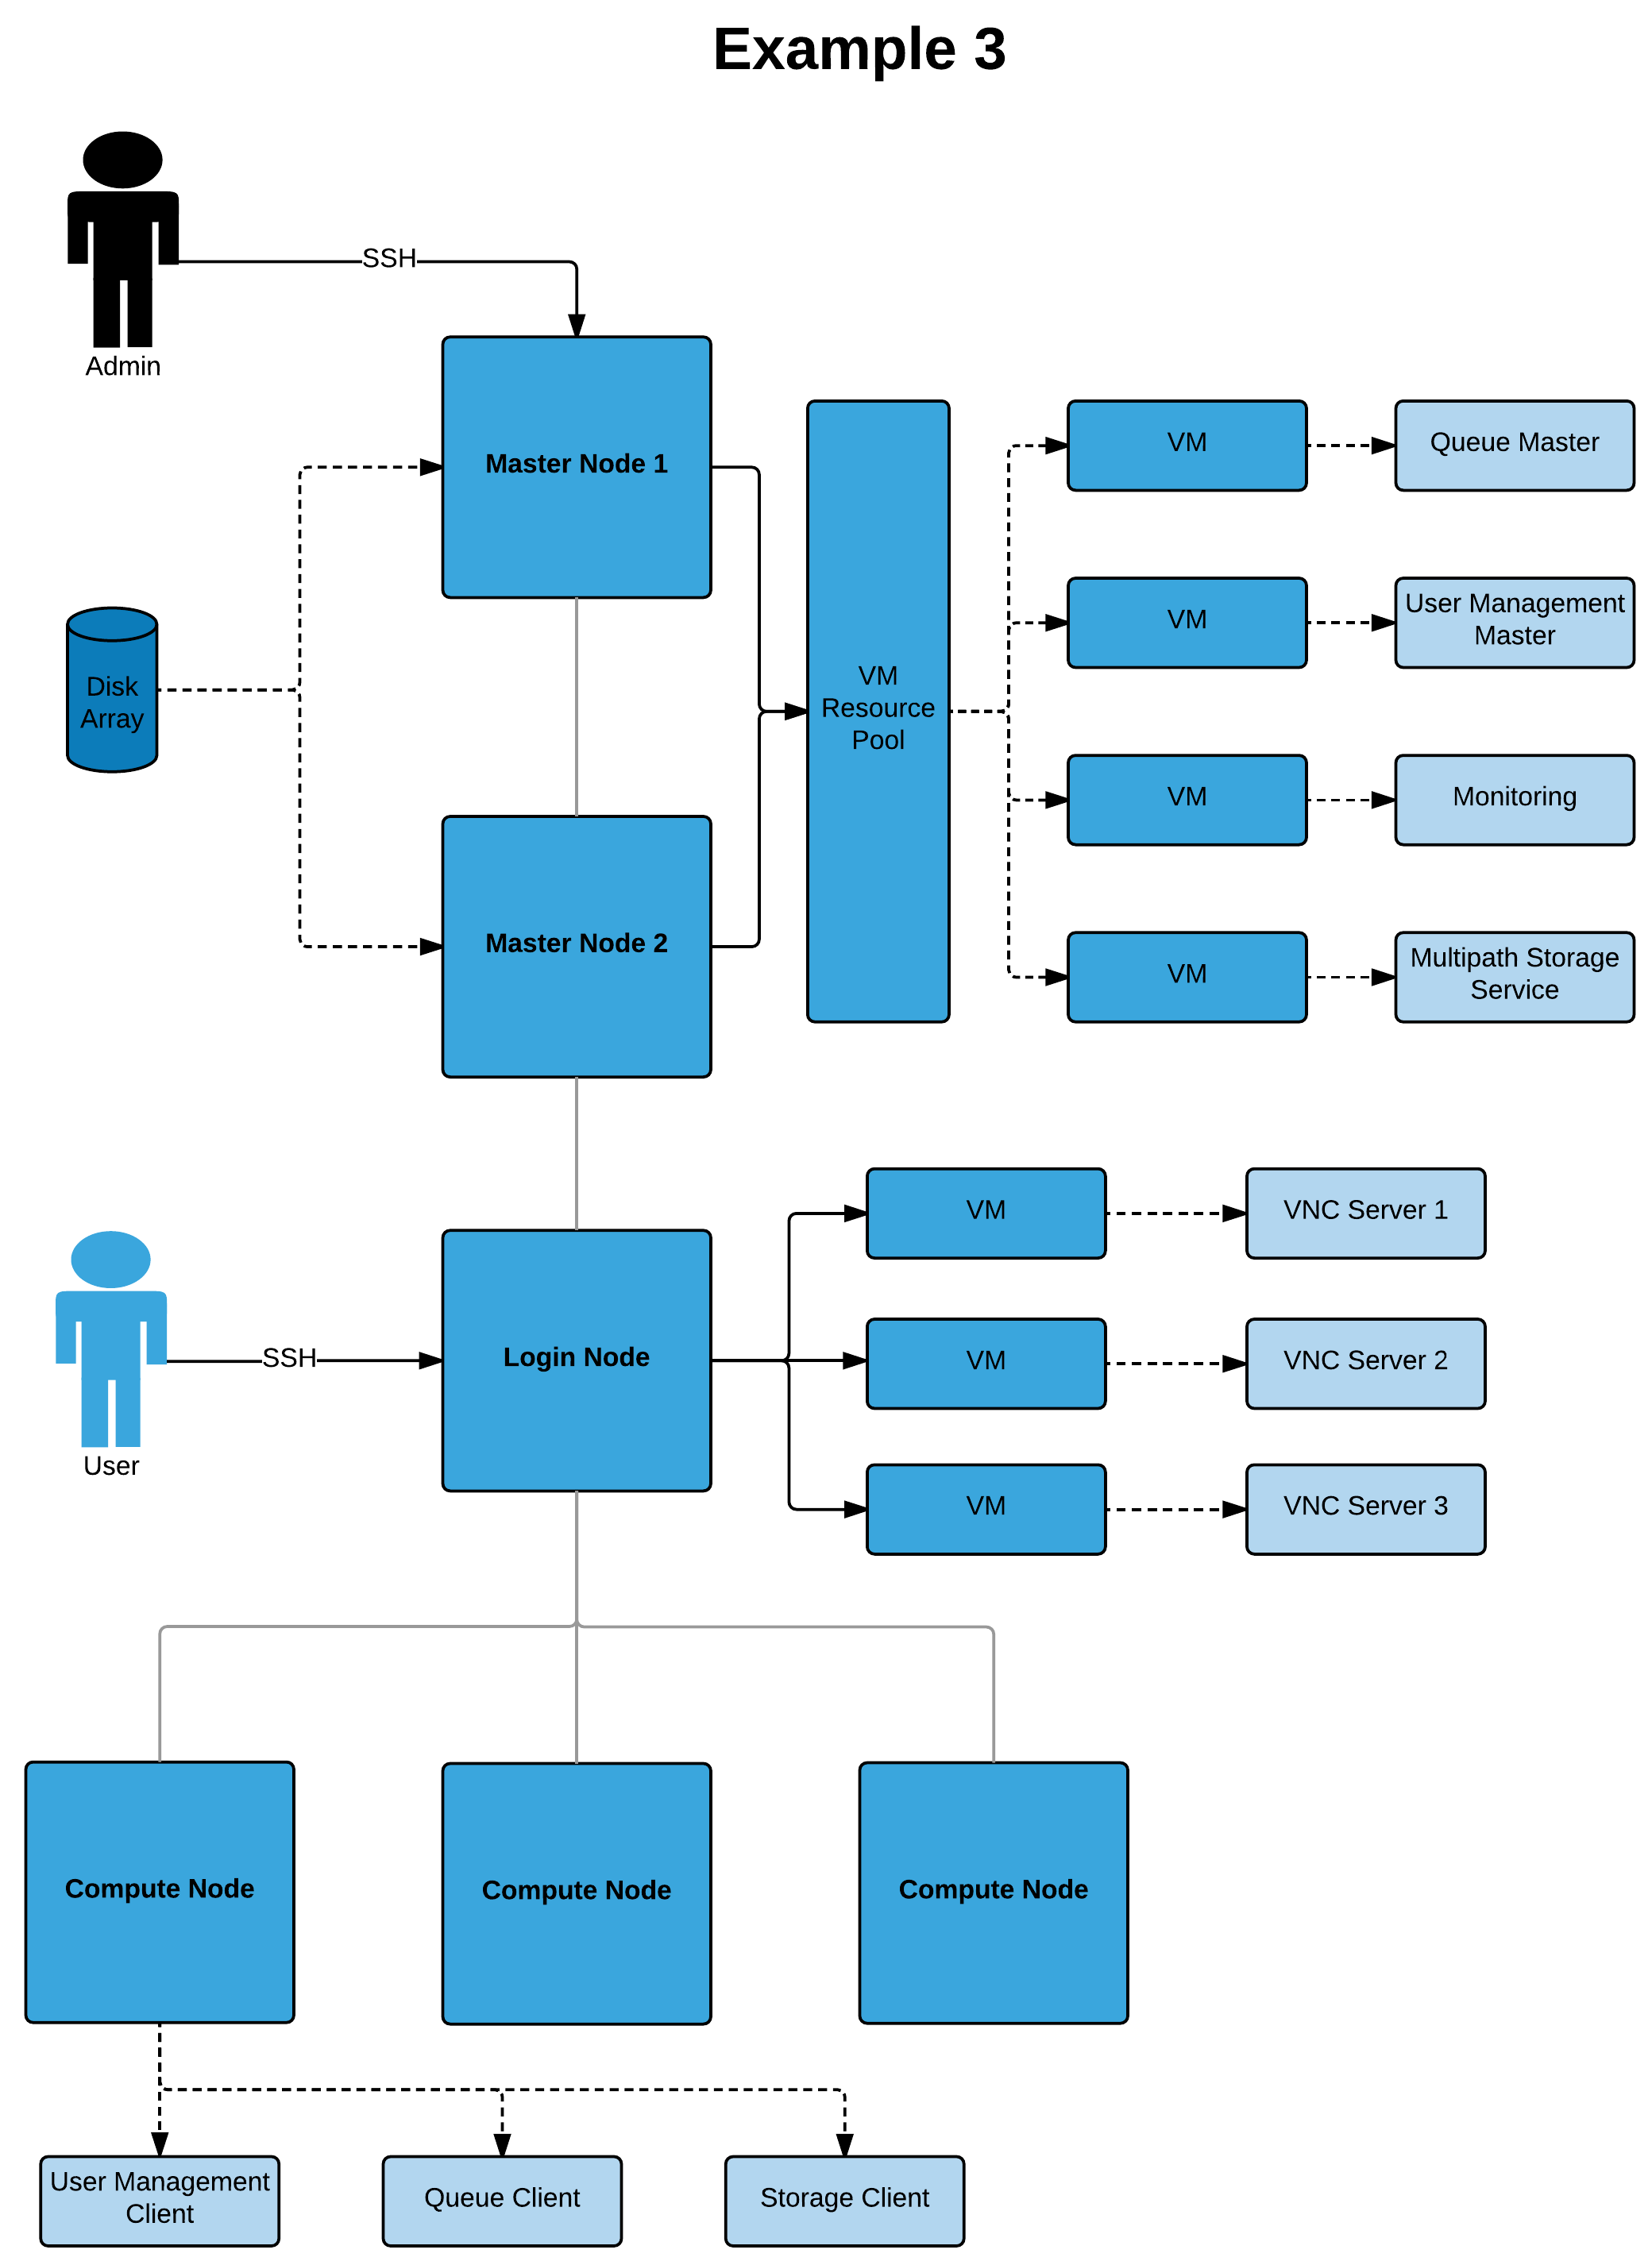 Example 3
SSH
Admin
Master Node 1
VM
Queue Master
VM
User Management
Master
Disk
Array
VM
Resource
Pool
VM
Monitoring
Master Node 2
VM
Multipath Storage
Service
VM
VNC Server 1
SSH
Login Node
VM
VNC Server 2
User
VM
VNC Server 3
Compute Node
Compute Node
Compute Node
User Management
Client
Queue Client
Storage Client